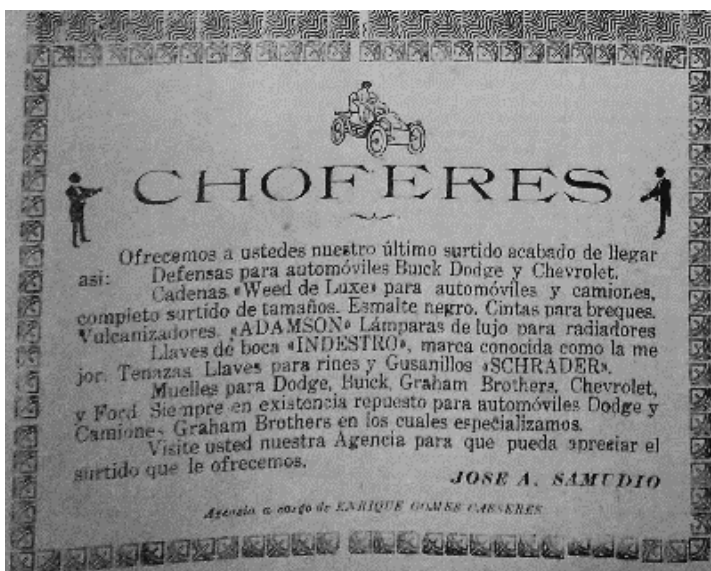 CHOFERES
Ofrecemos a ustedes nuestro último surtido acabado de llegar
asi: Defensas para automóviles Buick Dodge y Chevrolet.
Cadenas «Weed de Luxe» para automóviles y camiones,
completo surtido de tamaños. Esmalte negro. Cintas para breques.
Vulcanizadores. «ADAMSON» Lámparas de lujo para radiadores
Llaves de boca «INDESTRO», marca conocida como la me
jor. Tenazas. Llaves para rines y Gusanillos «SCHRADER».
Muelles para Dodge, Buick, Graham Brothers, Chevrolet,
y Ford. Siempre en existencia repuesto para automóviles Dodge y
Camiones Graham Brothers en los cuales especializamos.
Visite usted nuestra Agencia para que pueda apreciar el
surtido que le ofrecemos.
JOSE A. SAMUDIO
Agencia a cargo de ENRIQUE GOMES